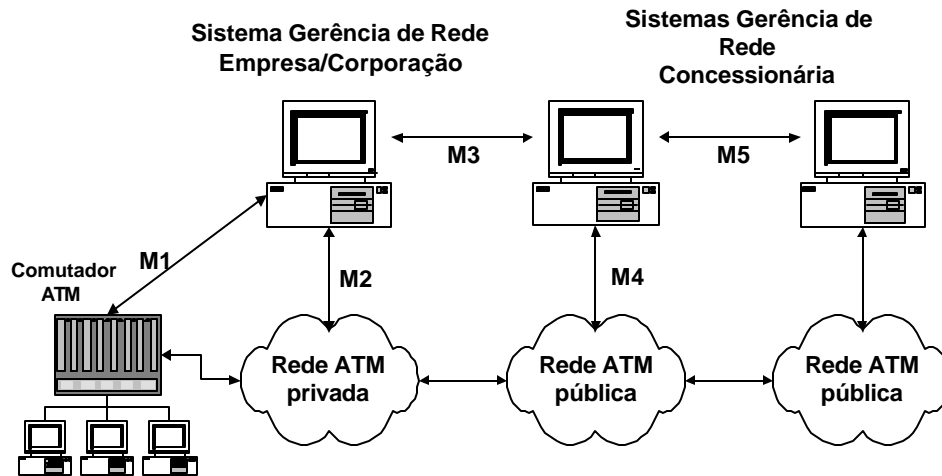 Sistema Gerência de Rede
Empresa/Corporação
Sistemas Gerência de
Rede
Concessionária
M3
M5
M1
M2
M4
Comutador
ATM
Rede ATM
privada
Rede ATM
pública
Rede ATM
pública